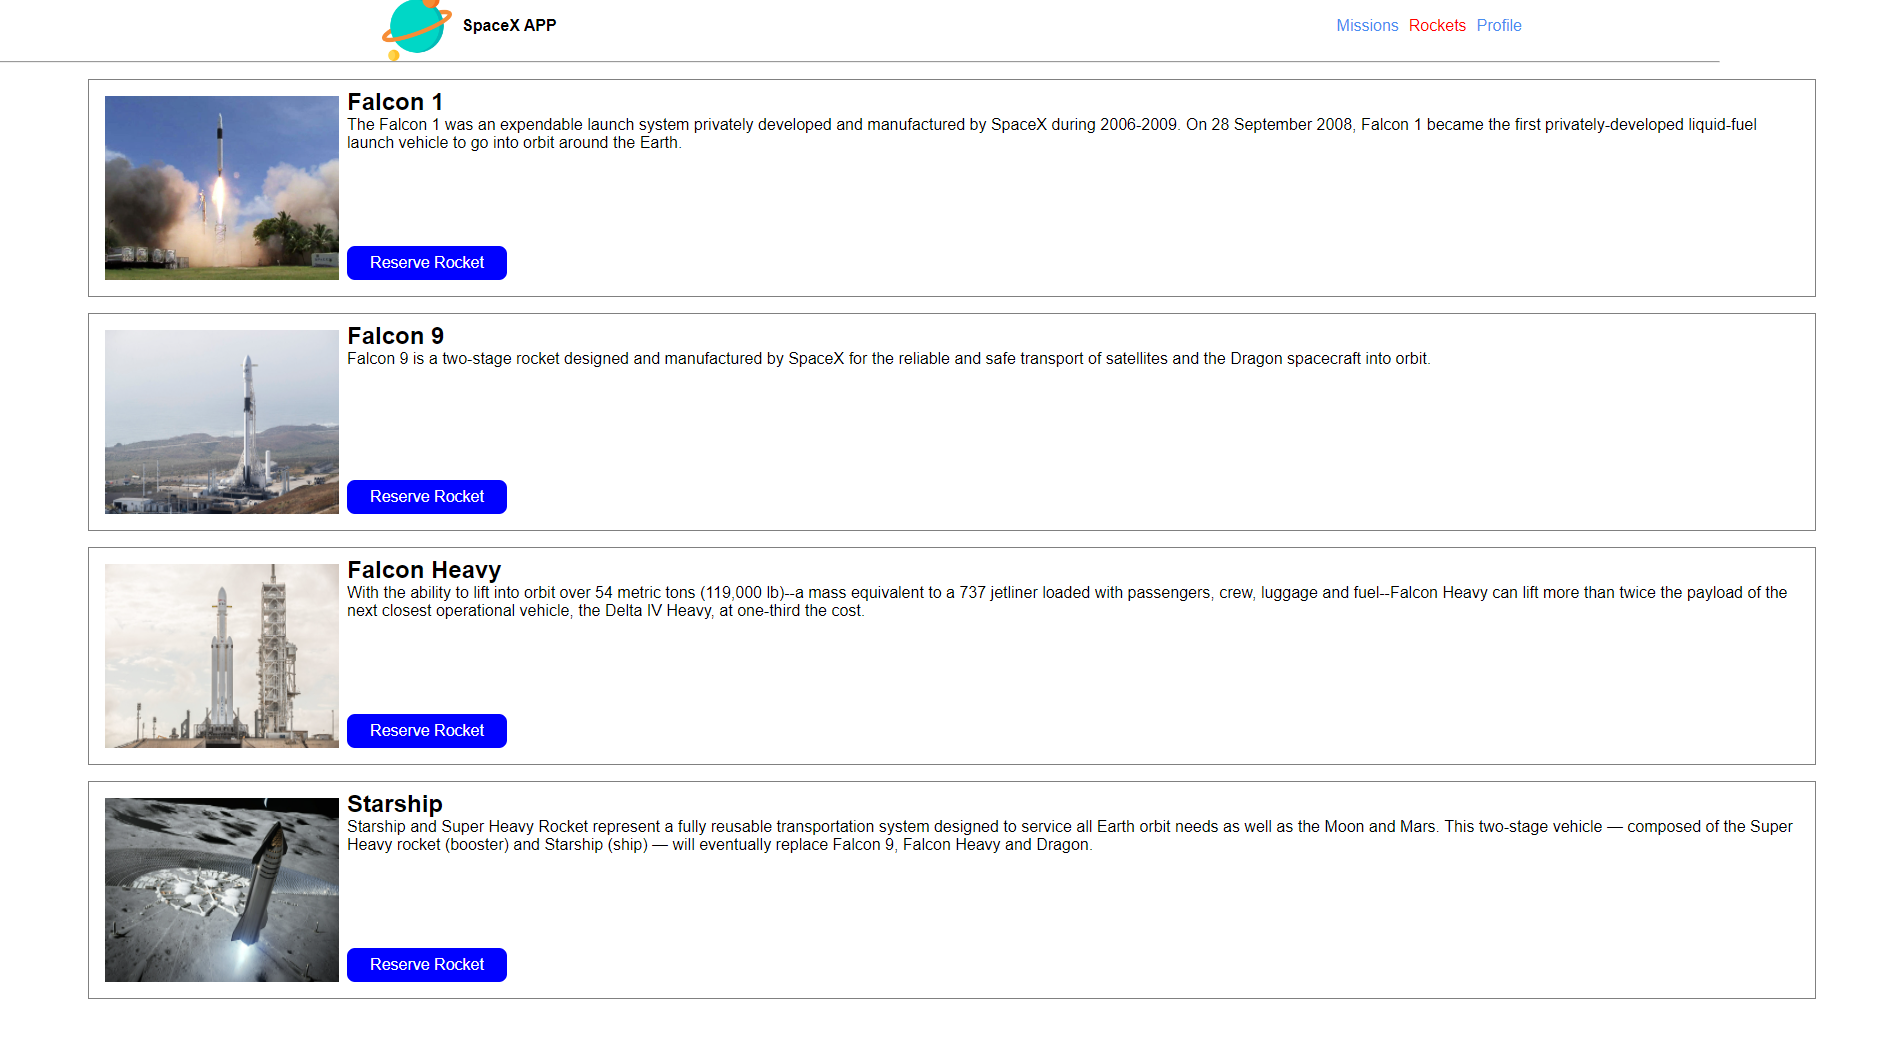 SpaceX APP
Missions Rockets Profile
Falcon 1
The Falcon 1 was an expendable launch system privately developed and manufactured by SpaceX during 2006-2009. On 28 September 2008, Falcon 1 became the first privately-developed liquid-fuel
launch vehicle to go into orbit around the Earth.
Reserve Rocket
Falcon 9
Falcon 9 is a two-stage rocket designed and manufactured by SpaceX for the reliable and safe transport of satellites and the Dragon spacecraft into orbit.
Reserve Rocket
Falcon Heavy
With the ability to lift into orbit over 54 metric tons (119,000 lb)--a mass equivalent to a 737 jetliner loaded with passengers, crew, luggage and fuel--Falcon Heavy can lift more than twice the payload of the
next closest operational vehicle, the Delta IV Heavy, at one-third the cost.
Reserve Rocket
Starship
Starship and Super Heavy Rocket represent a fully reusable transportation system designed to service all Earth orbit needs as well as the Moon and Mars. This two-stage vehicle — composed of the Super
Heavy rocket (booster) and Starship (ship) — will eventually replace Falcon 9, Falcon Heavy and Dragon.
Reserve Rocket